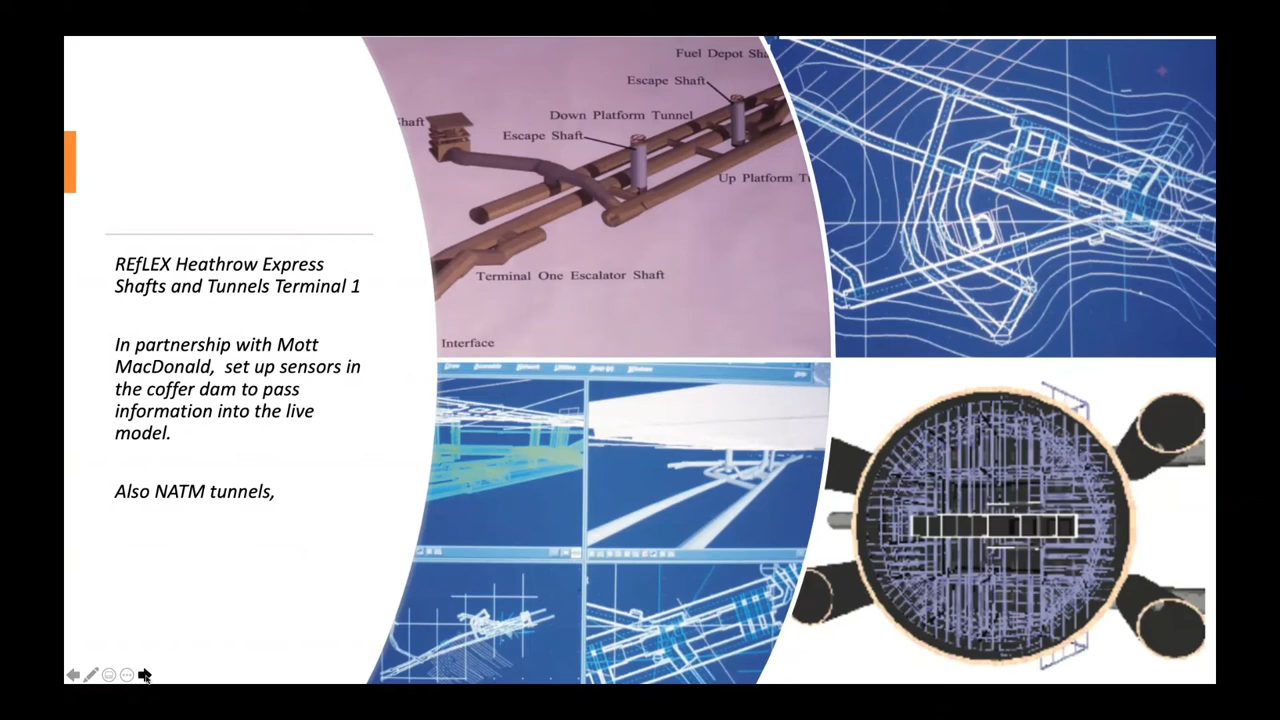 REfLEX Heathrow Express
Shafts and Tunnels Terminal 1
In partnership with Mott
MacDonald, set up sensors in
the coffer dam to pass
information into the live
model.
Also NATM tunnels,
Fuel Depot
Escape Shaft
Down Platform Tunnel
Escape Shaft
Up Platform
Terminal One Escalator Shaft
Interface